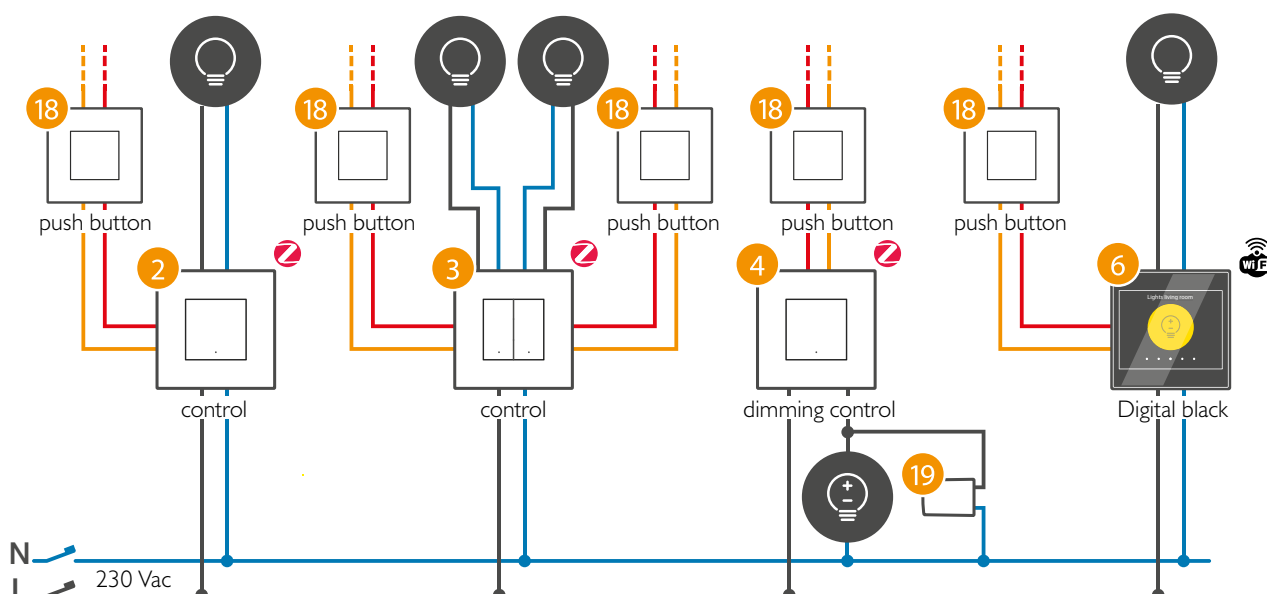 18
18
18
18
18
push button
push button
push button
push button
push button
2
3
4
6
WiFi
Lights living room
control
control
dimming control
Digital black
19
N
230 Vac
L